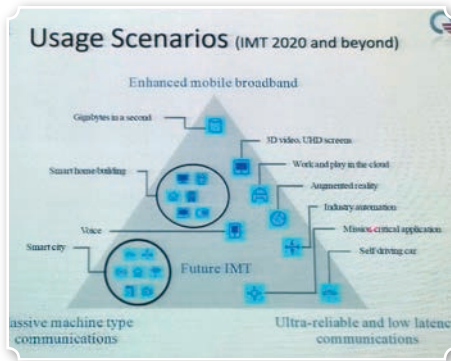 Usage Scenarios (IMT 2020 and beyond)
Enhanced mobile broadband
Gigabytes in a second
3D video, UHD screens
Smart home/building
Work and play in the cloud
Augmented reality
Industry automation
Voice
Mission critical application
Smart city
Self driving car
Future IMT
assive machine type
communications
Ultra-reliable and low latenc
communications